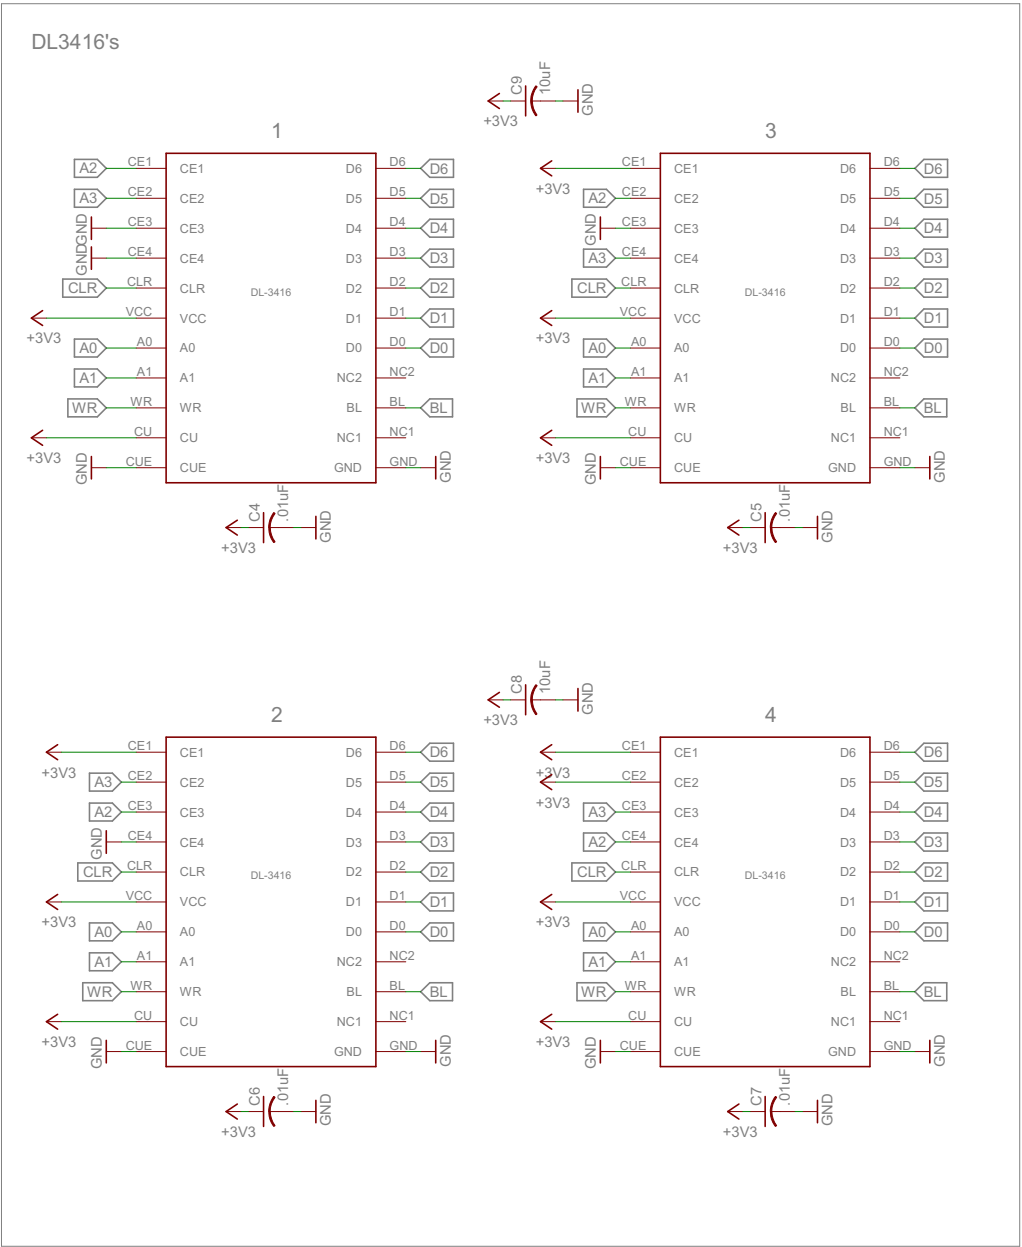 DL3416's
C9
10uF
+3V3
GND
1
A2 CE1 CE1 D6 D6 D6
A3 CE2 CE2 D5 D5 D5
GND CE3 CE3 D4 D4 D4
GND CE4 CE4 D3 D3 D3
CLR CLR CLR DL-3416 D2 D2 D2
+3V3 VCC VCC D1 D1 D1
A0 A0 A0 D0 D0 D0
A1 A1 A1 NC2 NC2
WR WR WR BL BL BL
+3V3 CU CU NC1 NC1
GND CUE CUE GND GND GND
+3V3 C4 .01uF GND
3
+3V3 CE1 CE1 D6 D6 D6
A2 CE2 CE2 D5 D5 D5
GND CE3 CE3 D4 D4 D4
A3 CE4 CE4 D3 D3 D3
CLR CLR CLR DL-3416 D2 D2 D2
+3V3 VCC VCC D1 D1 D1
A0 A0 A0 D0 D0 D0
A1 A1 A1 NC2 NC2
WR WR WR BL BL BL
+3V3 CU CU NC1 NC1
GND CUE CUE GND GND GND
+3V3 C5 .01uF GND
C8
10uF
+3V3
GND
2
+3V3 CE1 CE1 D6 D6 D6
A3 CE2 CE2 D5 D5 D5
A2 CE3 CE3 D4 D4 D4
GND CE4 CE4 D3 D3 D3
CLR CLR CLR DL-3416 D2 D2 D2
+3V3 VCC VCC D1 D1 D1
A0 A0 A0 D0 D0 D0
A1 A1 A1 NC2 NC2
WR WR WR BL BL BL
+3V3 CU CU NC1 NC1
GND CUE CUE GND GND GND
+3V3 C6 .01uF GND
4
+3V3 CE1 CE1 D6 D6 D6
+3V3 CE2 CE2 D5 D5 D5
A3 CE3 CE3 D4 D4 D4
A2 CE4 CE4 D3 D3 D3
CLR CLR CLR DL-3416 D2 D2 D2
+3V3 VCC VCC D1 D1 D1
A0 A0 A0 D0 D0 D0
A1 A1 A1 NC2 NC2
WR WR WR BL BL BL
+3V3 CU CU NC1 NC1
GND CUE CUE GND GND GND
+3V3 C7 .01uF GND